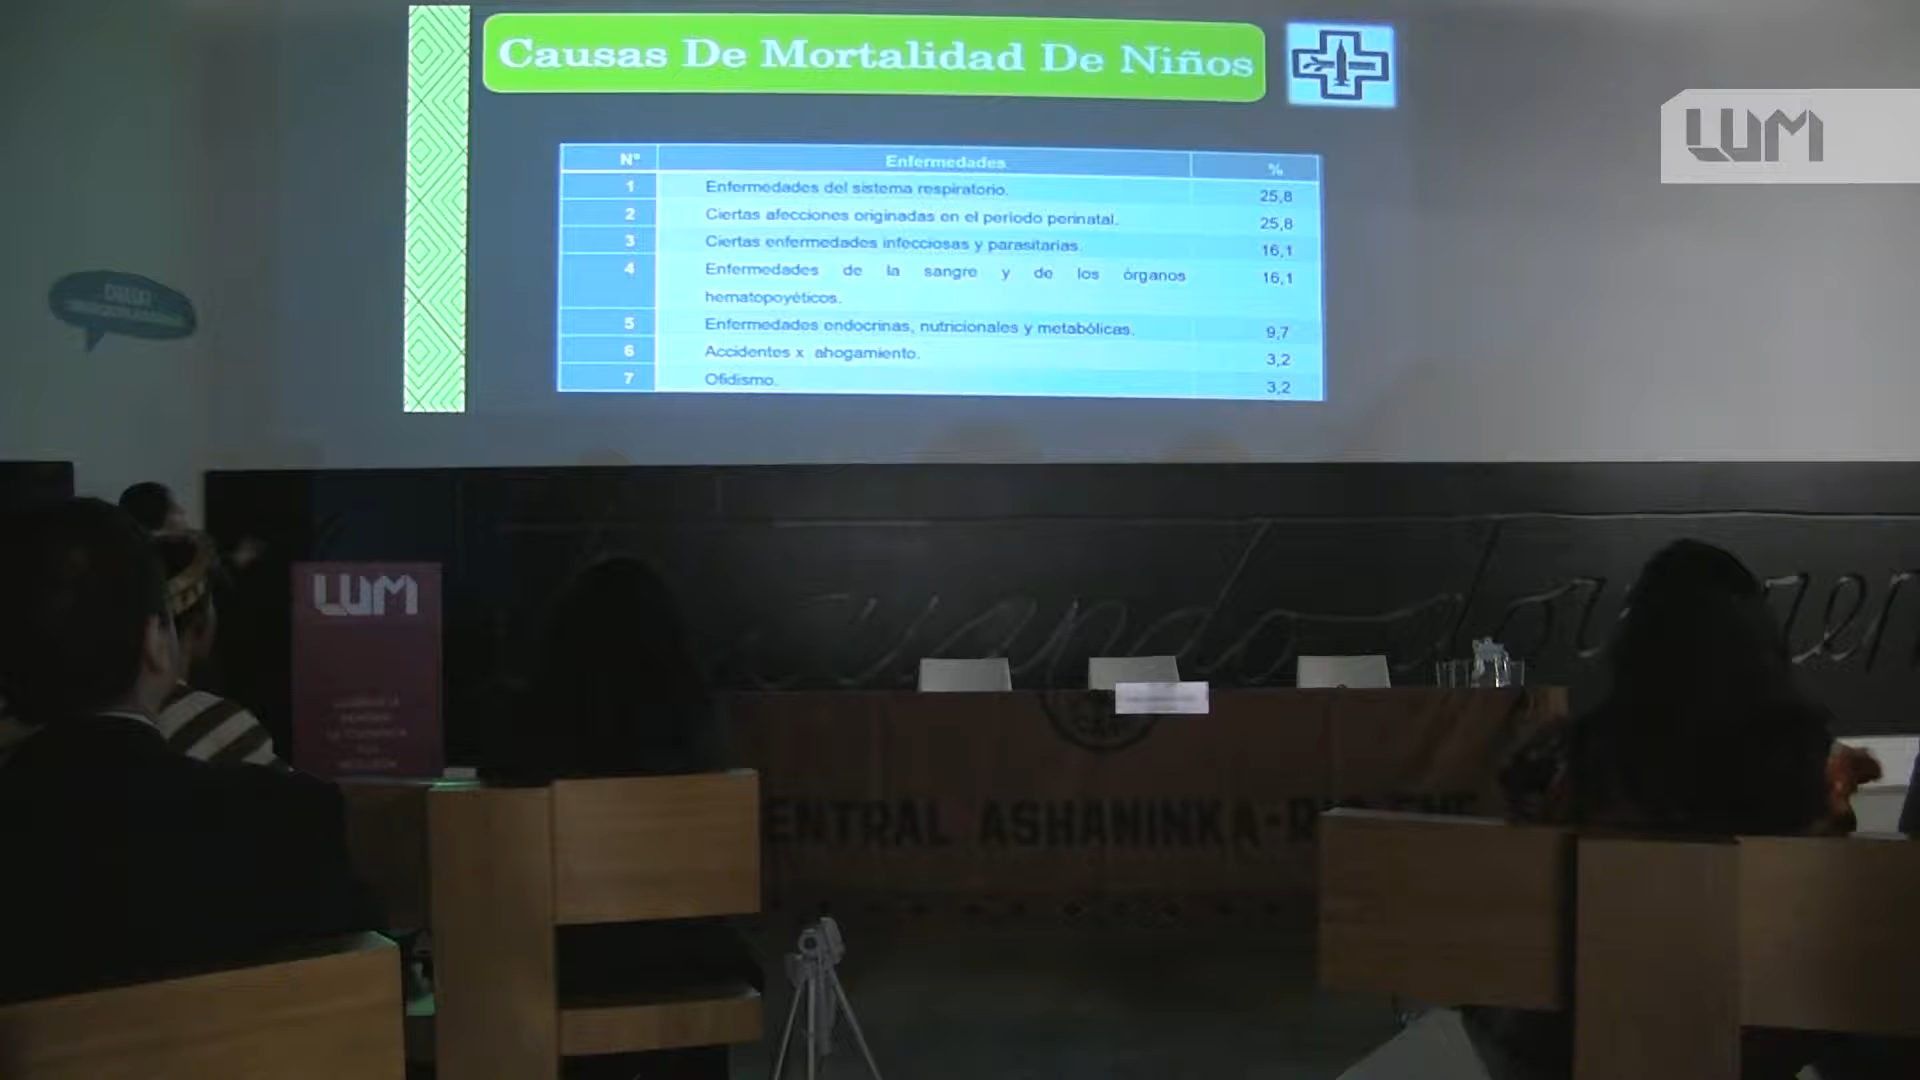 Causas De Mortalidad De Niños
LUM
N° Enfermedades %
1 Enfermedades del sistema respiratorio. 25,8
2 Ciertas afecciones originadas en el periodo perinatal. 25,8
3 Ciertas enfermedades infecciosas y parasitarias. 16,1
4 Enfermedades de la sangre y de los órganos 16,1
hematopoyéticos.
5 Enfermedades endocrinas, nutricionales y metabólicas. 9,7
6 Accidentes x ahogamiento. 3,2
7 Ofidismo. 3,2
LUM
ENTRAL ASHANINKA-R